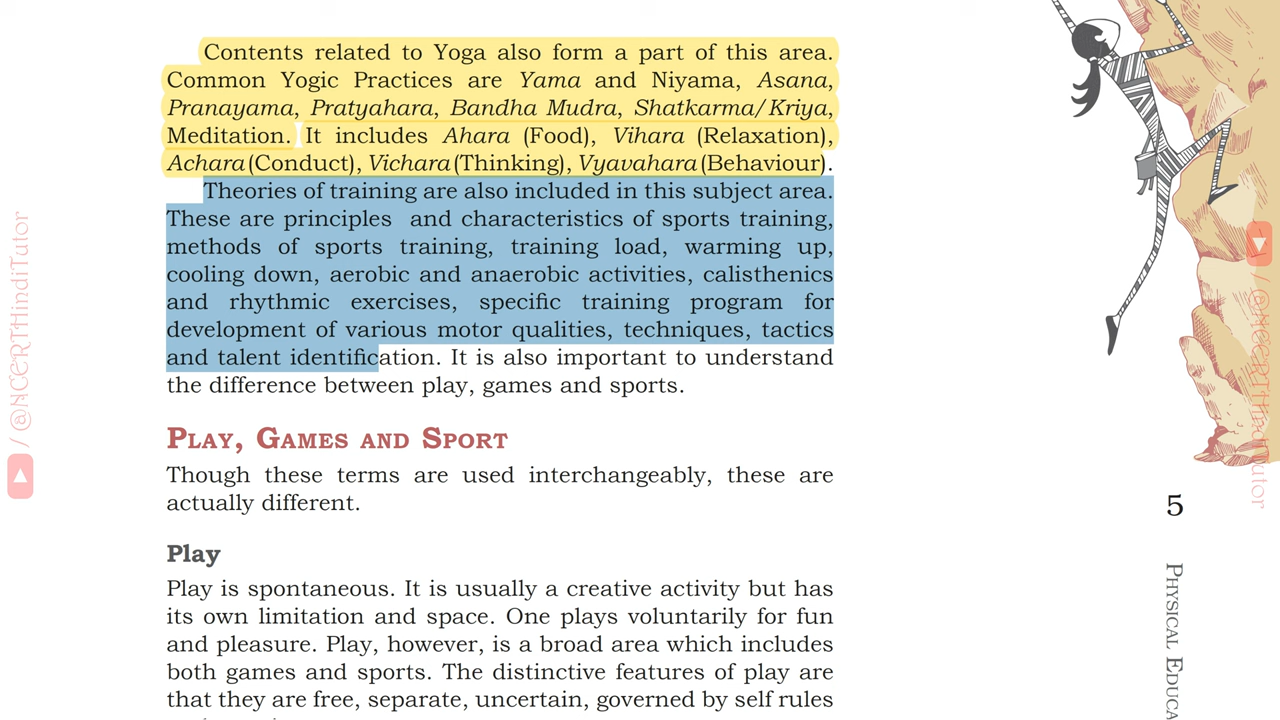 Contents related to Yoga also form a part of this area.
Common Yogic Practices are Yama and Niyama, Asana,
Pranayama, Pratyahara, Bandha Mudra, Shatkarma/Kriya,
Meditation. It includes Ahara (Food), Vihara (Relaxation),
Achara (Conduct), Vichara (Thinking), Vyavahara (Behaviour).
Theories of training are also included in this subject area.
These are principles and characteristics of sports training,
methods of sports training, training load, warming up,
cooling down, aerobic and anaerobic activities, calisthenics
and rhythmic exercises, specific training program for
development of various motor qualities, techniques, tactics
and talent identification. It is also important to understand
the difference between play, games and sports.
Play, Games and Sport
Though these terms are used interchangeably, these are
actually different.
Play
Play is spontaneous. It is usually a creative activity but has
its own limitation and space. One plays voluntarily for fun
and pleasure. Play, however, is a broad area which includes
both games and sports. The distinctive features of play are
that they are free, separate, uncertain, governed by self rules
5
Physical Educa
/ @NCERTHindiTutor
/ @NCERTHindiTutor